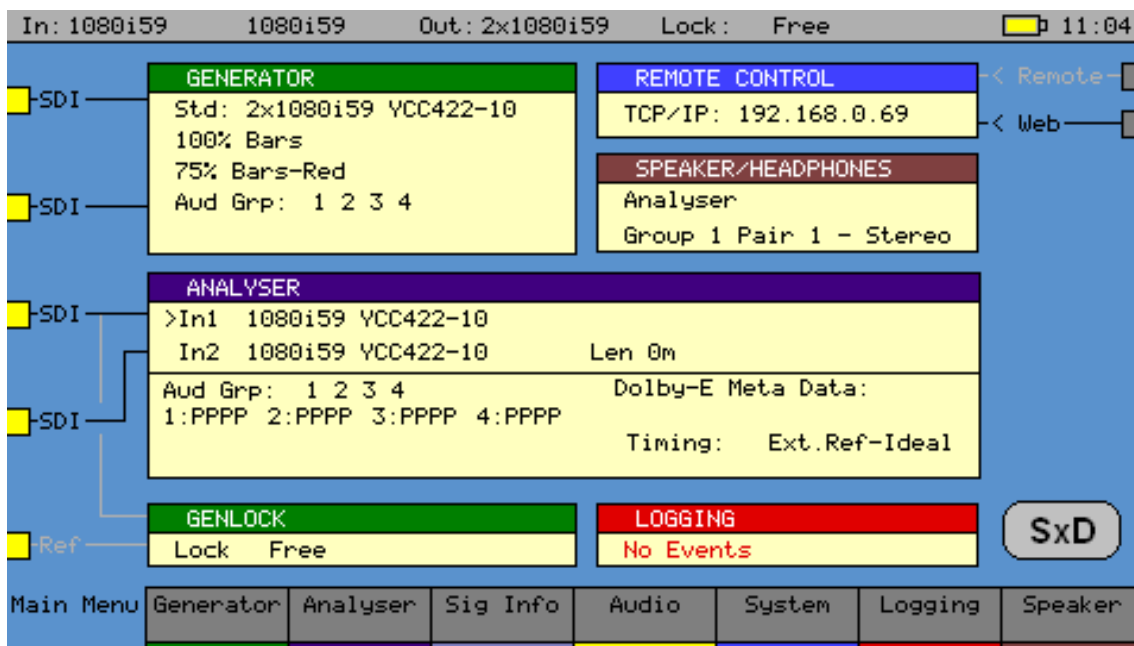 In: 1080i59 1080i59 Out: 2x1080i59 Lock: Free 11:04
GENERATOR
Std: 2x1080i59 YCC422-10
100% Bars
75% Bars-Red
Aud Grp: 1 2 3 4
SDI
SDI
REMOTE CONTROL
TCP/IP: 192.168.0.69
< Remote
< Web
SPEAKER/HEADPHONES
Analyser
Group 1 Pair 1 - Stereo
ANALYSER
SDI
>In1 1080i59 YCC422-10
In2 1080i59 YCC422-10 Len 0m
Aud Grp: 1 2 3 4 Dolby-E Meta Data:
1:PPPP 2:PPPP 3:PPPP 4:PPPP
SDI
Timing: Ext.Ref-Ideal
GENLOCK
Ref
Lock Free
LOGGING
No Events
SxD
Main Menu Generator Analyser Sig Info Audio System Logging Speaker